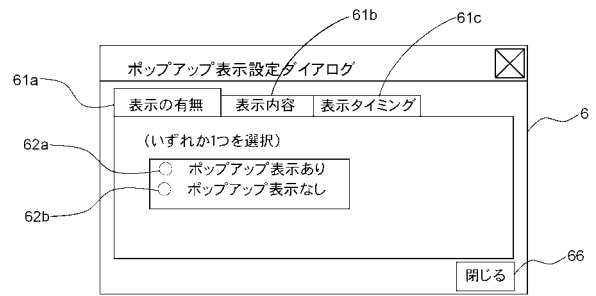 61b
61c
61a
ポップアップ表示設定ダイアログ
表示の有無
表示内容
表示タイミング
6
(いずれか1つを選択)
62a
ポップアップ表示あり
ポップアップ表示なし
62b
66
閉じる